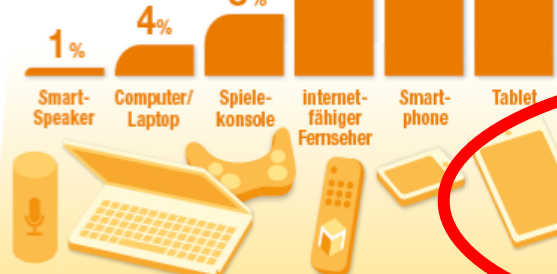 1%
4%
Smart-
Speaker
Computer/
Laptop
Spiele-
konsole
internet-
fähiger
Fernseher
Smart-
phone
Tablet